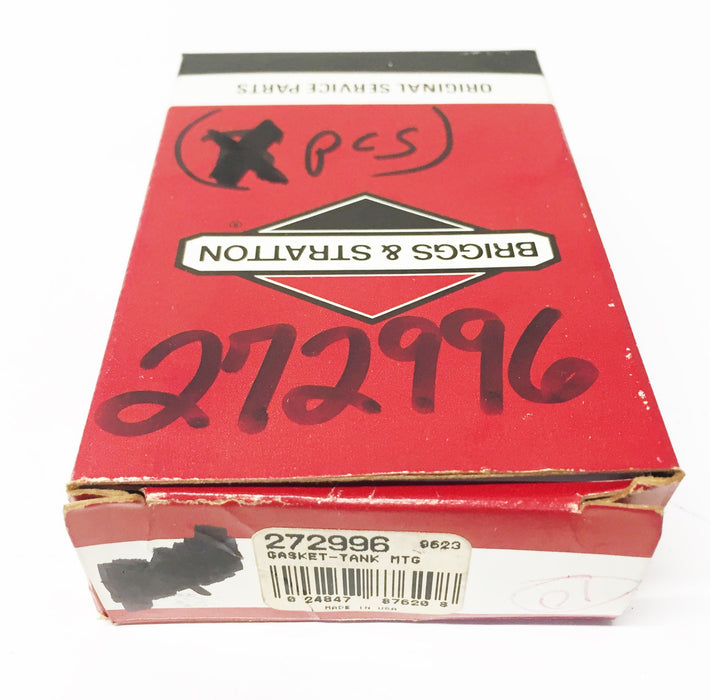 ORIGINAL SERVICE PARTS
( pcs)
BRIGGS & STRATTON
®
272996
272996 9623
GASKET-TANK MTG
0 24847 87620 8
MADE IN USA